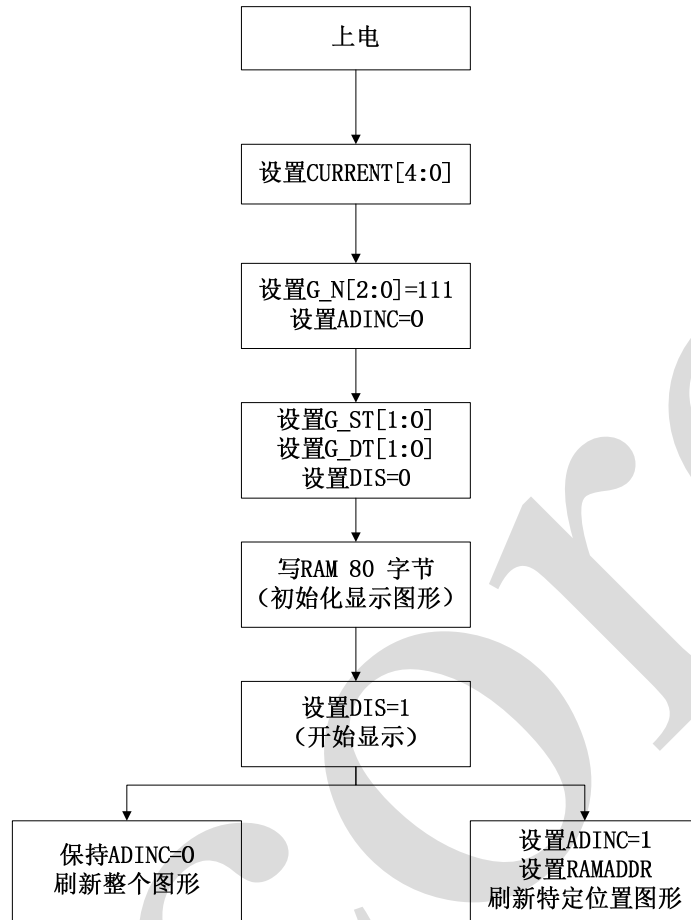 上电
设置CURRENT[4:0]
设置G_N[2:0]=111
设置ADINC=0
设置G_ST[1:0]
设置G_DT[1:0]
设置DIS=0
写RAM 80 字节
（初始化显示图形）
设置DIS=1
（开始显示）
保持ADINC=0
刷新整个图形
设置ADINC=1
设置RAMADDR
刷新特定位置图形